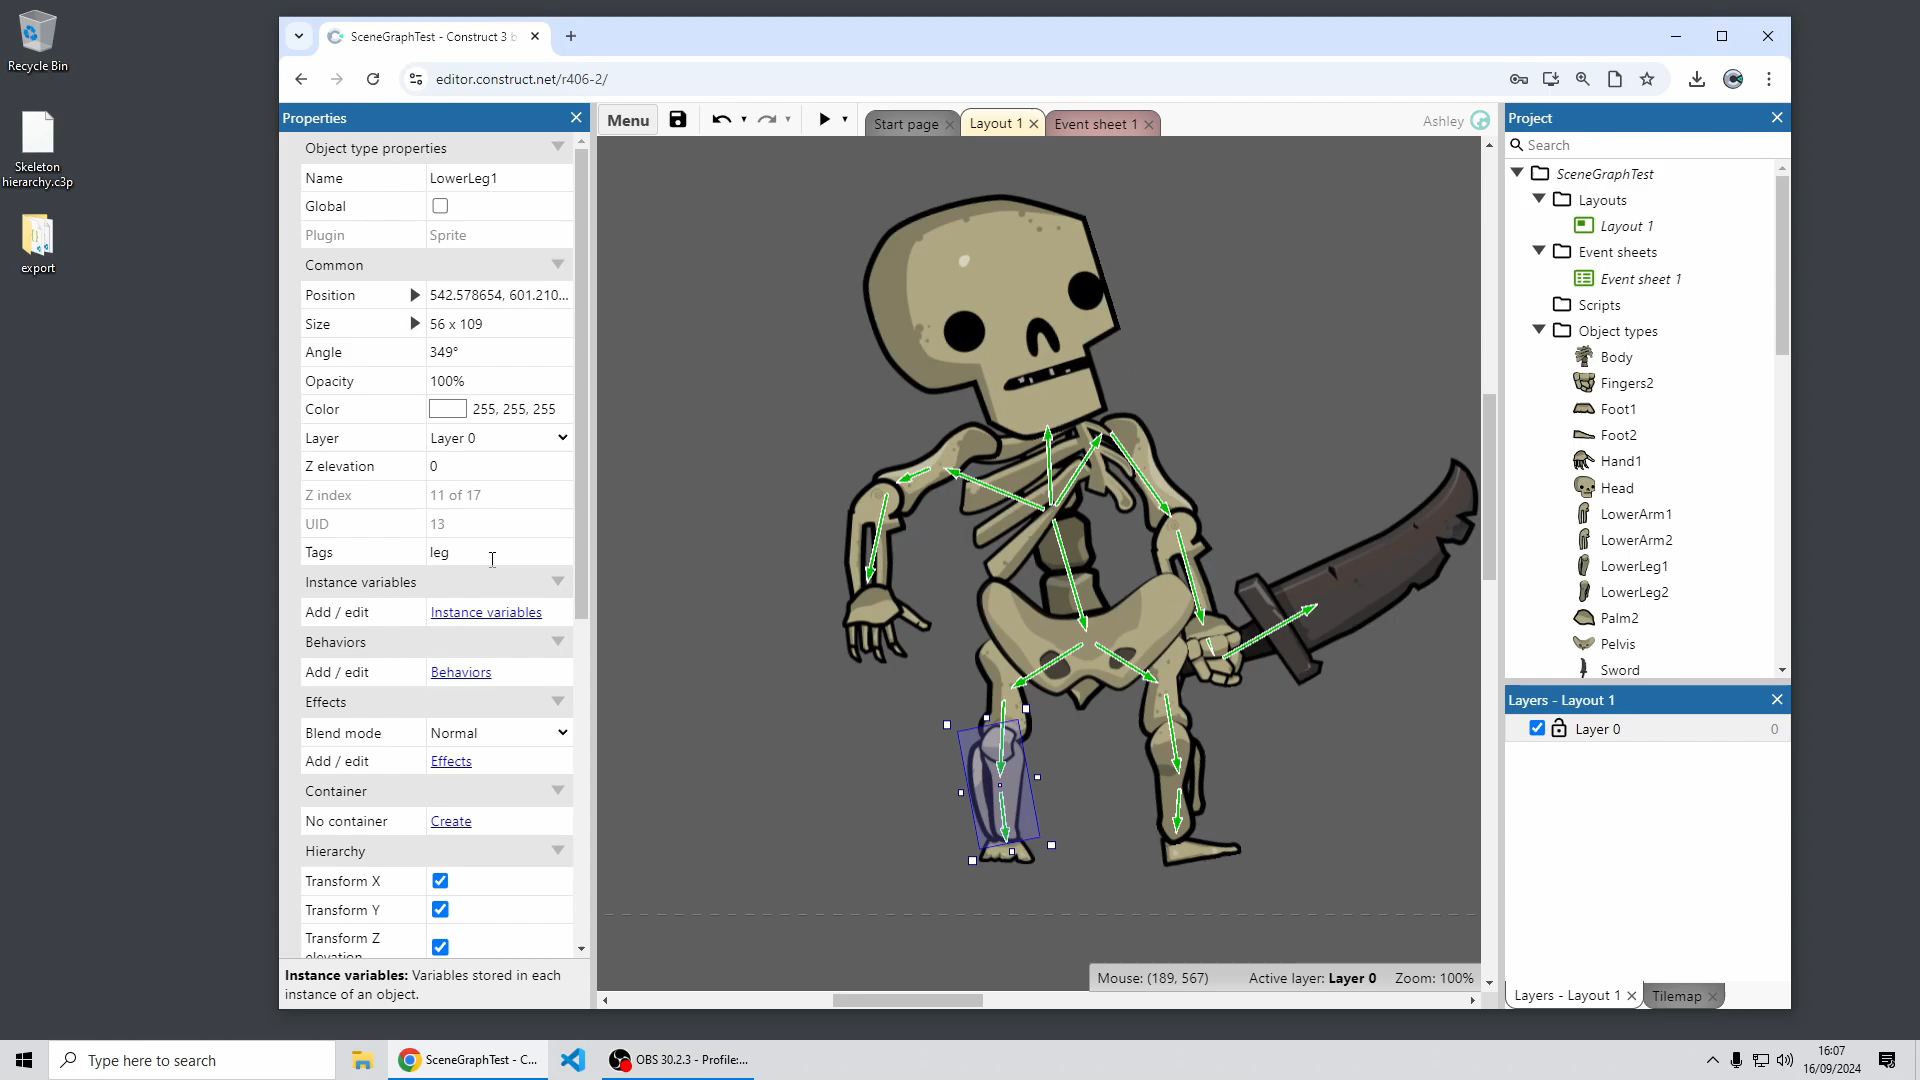 Recycle Bin
Skeleton
hierarchy.c3p
export
SceneGraphTest - Construct 3 b
editor.construct.net/r406-2/
Properties
Object type properties
Name LowerLeg1
Global
Plugin Sprite
Common
Position 542.578654, 601.210...
Size 56 x 109
Angle 349°
Opacity 100%
Color 255, 255, 255
Layer Layer 0
Z elevation 0
Z index 11 of 17
UID 13
Tags leg
Instance variables
Add / edit Instance variables
Behaviors
Add / edit Behaviors
Effects
Blend mode Normal
Add / edit Effects
Container
No container Create
Hierarchy
Transform X
Transform Y
Transform Z
Instance variables: Variables stored in each
instance of an object.
Menu
Start page
Layout 1
Event sheet 1
Ashley
Mouse: (189, 567) Active layer: Layer 0 Zoom: 100%
Project
Search
SceneGraphTest
Layouts
Layout 1
Event sheets
Event sheet 1
Scripts
Object types
Body
Fingers2
Foot1
Foot2
Hand1
Head
LowerArm1
LowerArm2
LowerLeg1
LowerLeg2
Palm2
Pelvis
Sword
Layers - Layout 1
Layer 0 0
Layers - Layout 1
Tilemap
Type here to search
SceneGraphTest - C...
OBS 30.2.3 - Profile:...
16:07
16/09/2024